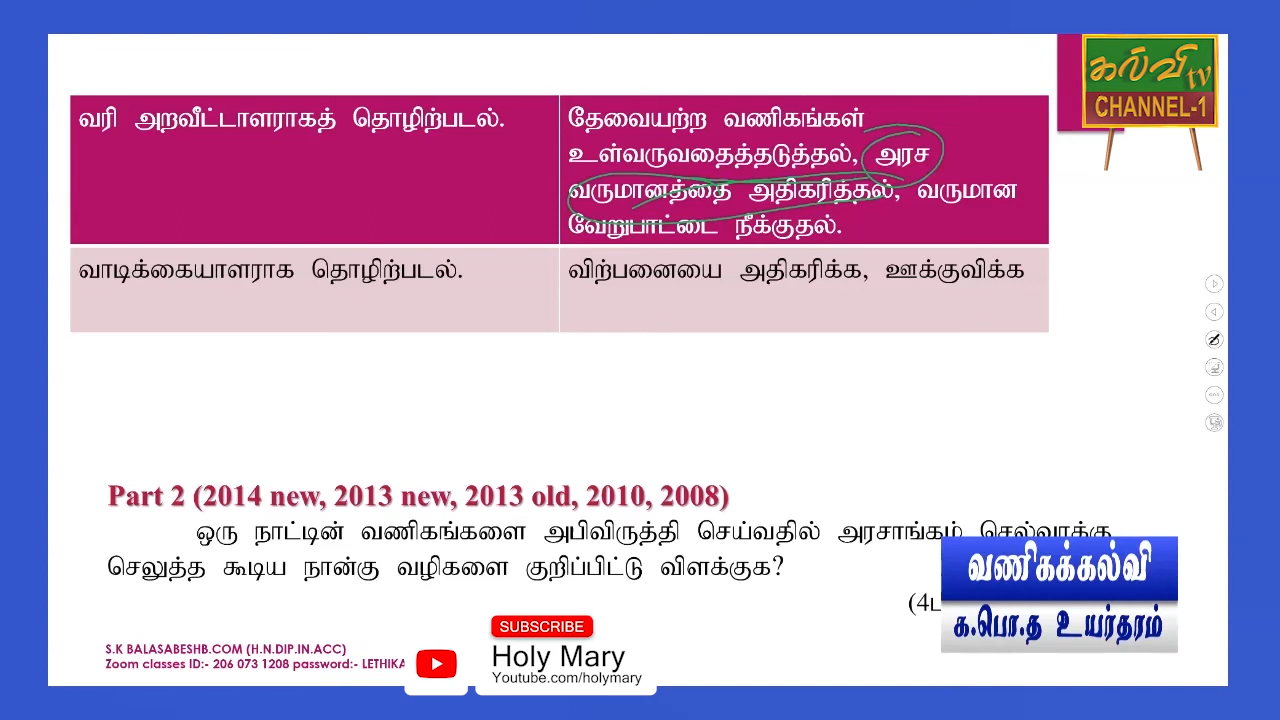 கல்வி tv
CHANNEL-1
வரி அறவீட்டாளராகத் தொழிற்படல்.
தேவையற்ற வணிகங்கள்
உள்வருவதைத்தடுத்தல், அரச
வருமானத்தை அதிகரித்தல், வருமான
வேறுபாட்டை நீக்குதல்.
வாடிக்கையாளராக தொழிற்படல்.
விற்பனையை அதிகரிக்க, ஊக்குவிக்க
Part 2 (2014 new, 2013 new, 2013 old, 2010, 2008)
ஒரு நாட்டின் வணிகங்களை அபிவிருத்தி செய்வதில் அரசாங்கம் செல்வாக்கு
செலுத்த கூடிய நான்கு வழிகளை குறிப்பிட்டு விளக்குக?
(4
வணிகக்கல்வி
க.பொ.த உயர்தரம்
S.K BALASABESHB.COM (H.N.DIP.IN.ACC)
Zoom classes ID:- 206 073 1208 password:- LETHIKA
SUBSCRIBE
Holy Mary
Youtube.com/holymary